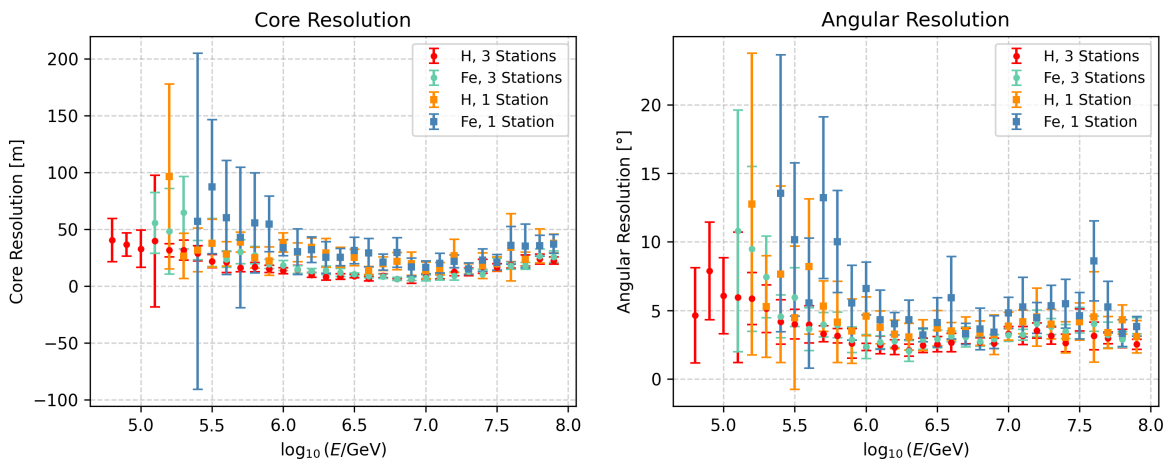 Core Resolution
Core Resolution [m]
200
150
100
50
0
−50
−100
H, 3 Stations
Fe, 3 Stations
H, 1 Station
Fe, 1 Station
5.0 5.5 6.0 6.5 7.0 7.5 8.0
log₁₀ (E/GeV)
Angular Resolution
Angular Resolution [°]
20
15
10
5
0
H, 3 Stations
Fe, 3 Stations
H, 1 Station
Fe, 1 Station
5.0 5.5 6.0 6.5 7.0 7.5 8.0
log₁₀ (E/GeV)